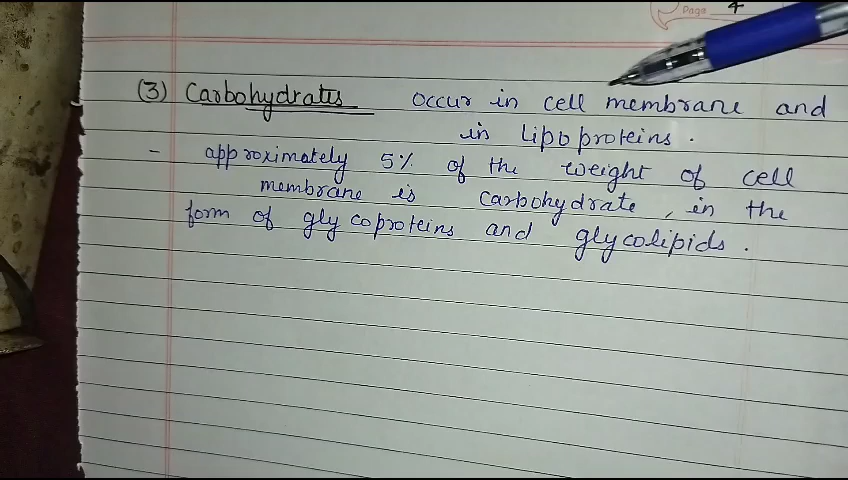 Page 4
(3) Carbohydrates occur in cell membrane and
in lipoproteins .
- approximately 5% of the weight of cell
membrane is carbohydrate , in the
form of glycoproteins and glycolipids .